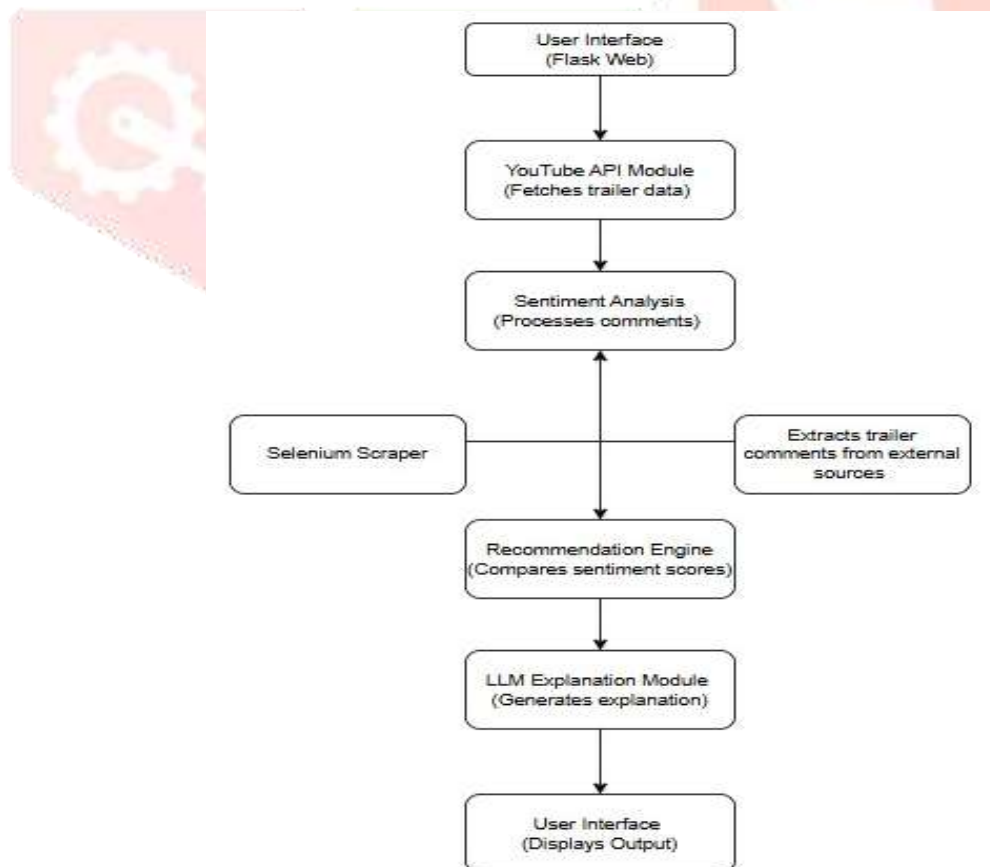 User Interface
(Flask Web)
YouTube API Module
(Fetches trailer data)
Sentiment Analysis
(Processes comments)
Selenium Scraper
Extracts trailer
comments from external
sources
Recommendation Engine
(Compares sentiment scores)
LLM Explanation Module
(Generates explanation)
User Interface
(Displays Output)